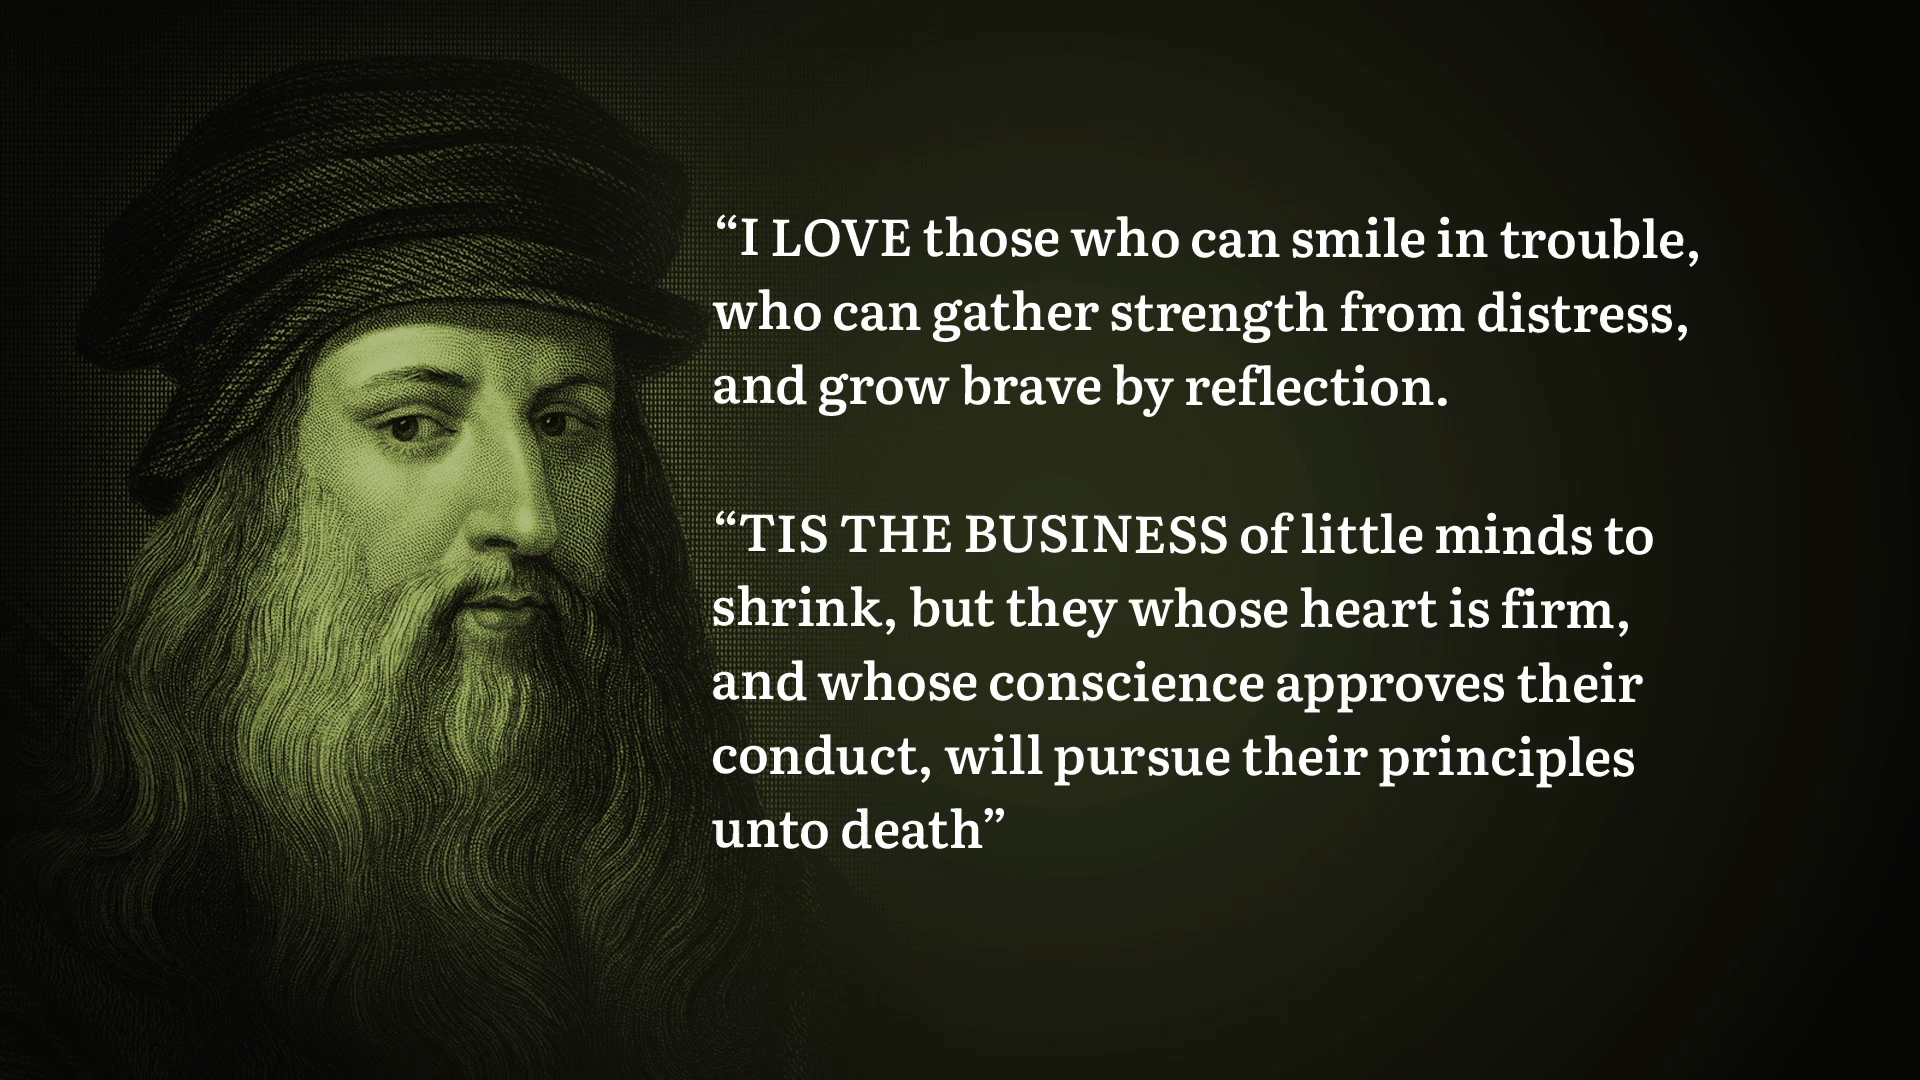 “I LOVE those who can smile in trouble,
who can gather strength from distress,
and grow brave by reflection.
“TIS THE BUSINESS of little minds to
shrink, but they whose heart is firm,
and whose conscience approves their
conduct, will pursue their principles
unto death”